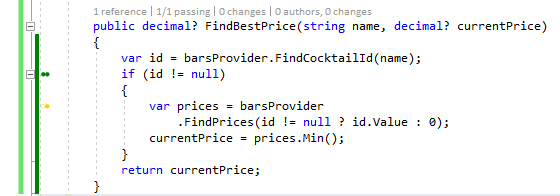 1 reference | 1/1 passing | 0 changes | 0 authors, 0 changes
public decimal? FindBestPrice(string name, decimal? currentPrice)
{
var id = barsProvider.FindCocktailId(name);
if (id != null)
{
var prices = barsProvider
.FindPrices(id != null ? id.Value : 0);
currentPrice = prices.Min();
}
return currentPrice;
}